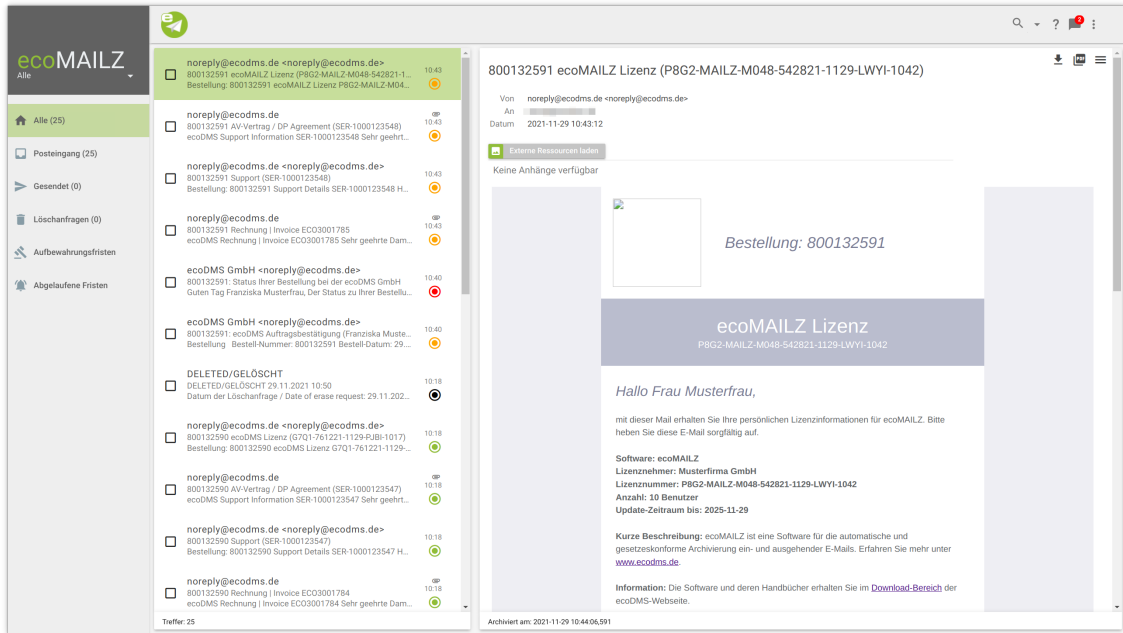 ecoMAILZ
Alle
Alle (25)
Posteingang (25)
Gesendet (0)
Löschanfragen (0)
Aufbewahrungsfristen
Abgelaufene Fristen
e
?
2
noreply@ecodms.de <noreply@ecodms.de>
800132591 ecoMAILZ Lizenz (P8G2-MAILZ-M048-542821-1... 10:43
Bestellung: 800132591 ecoMAILZ Lizenz P8G2-MAILZ-M04...
noreply@ecodms.de
800132591 AV-Vertrag / DP Agreement (SER-1000123548) 10:43
ecoDMS Support Information SER-1000123548 Sehr geehrt...
noreply@ecodms.de <noreply@ecodms.de>
800132591 Support (SER-1000123548) 10:43
Bestellung: 800132591 Support Details SER-1000123548 H...
noreply@ecodms.de
800132591 Rechnung | Invoice ECO3001785 10:43
ecoDMS Rechnung | Invoice ECO3001785 Sehr geehrte Dam...
ecoDMS GmbH <noreply@ecodms.de>
800132591: Status Ihrer Bestellung bei der ecoDMS GmbH 10:40
Guten Tag Franziska Musterfrau, Der Status zu Ihrer Bestellu...
ecoDMS GmbH <noreply@ecodms.de>
800132591: ecoDMS Auftragsbestätigung (Franziska Muste... 10:40
Bestellung Bestell-Nummer: 800132591 Bestell-Datum: 29....
DELETED/GELÖSCHT
DELETED/GELÖSCHT 29.11.2021 10:50 10:18
Datum der Löschanfrage / Date of erase request: 29.11.202...
noreply@ecodms.de <noreply@ecodms.de>
800132590 ecoDMS Lizenz (G7Q1-761221-1129-PJBI-1017) 10:18
Bestellung: 800132590 ecoDMS Lizenz G7Q1-761221-1129-...
noreply@ecodms.de
800132590 AV-Vertrag / DP Agreement (SER-1000123547) 10:18
ecoDMS Support Information SER-1000123547 Sehr geehrt...
noreply@ecodms.de <noreply@ecodms.de>
800132590 Support (SER-1000123547) 10:18
Bestellung: 800132590 Support Details SER-1000123547 H...
noreply@ecodms.de
800132590 Rechnung | Invoice ECO3001784 10:18
ecoDMS Rechnung | Invoice ECO3001784 Sehr geehrte Dam...
Treffer: 25
800132591 ecoMAILZ Lizenz (P8G2-MAILZ-M048-542821-1129-LWYI-1042)
PDF
Von noreply@ecodms.de <noreply@ecodms.de>
An
Datum 2021-11-29 10:43:12
Externe Ressourcen laden
Keine Anhänge verfügbar
Bestellung: 800132591
ecoMAILZ Lizenz
P8G2-MAILZ-M048-542821-1129-LWYI-1042
Hallo Frau Musterfrau,
mit dieser Mail erhalten Sie Ihre persönlichen Lizenzinformationen für ecoMAILZ. Bitte
heben Sie diese E-Mail sorgfältig auf.
Software: ecoMAILZ
Lizenznehmer: Musterfirma GmbH
Lizenznummer: P8G2-MAILZ-M048-542821-1129-LWYI-1042
Anzahl: 10 Benutzer
Update-Zeitraum bis: 2025-11-29
Kurze Beschreibung: ecoMAILZ ist eine Software für die automatische und
gesetzeskonforme Archivierung ein- und ausgehender E-Mails. Erfahren Sie mehr unter
www.ecodms.de.
Information: Die Software und deren Handbücher erhalten Sie im Download-Bereich der
ecoDMS-Webseite.
Archiviert am: 2021-11-29 10:44:06,591